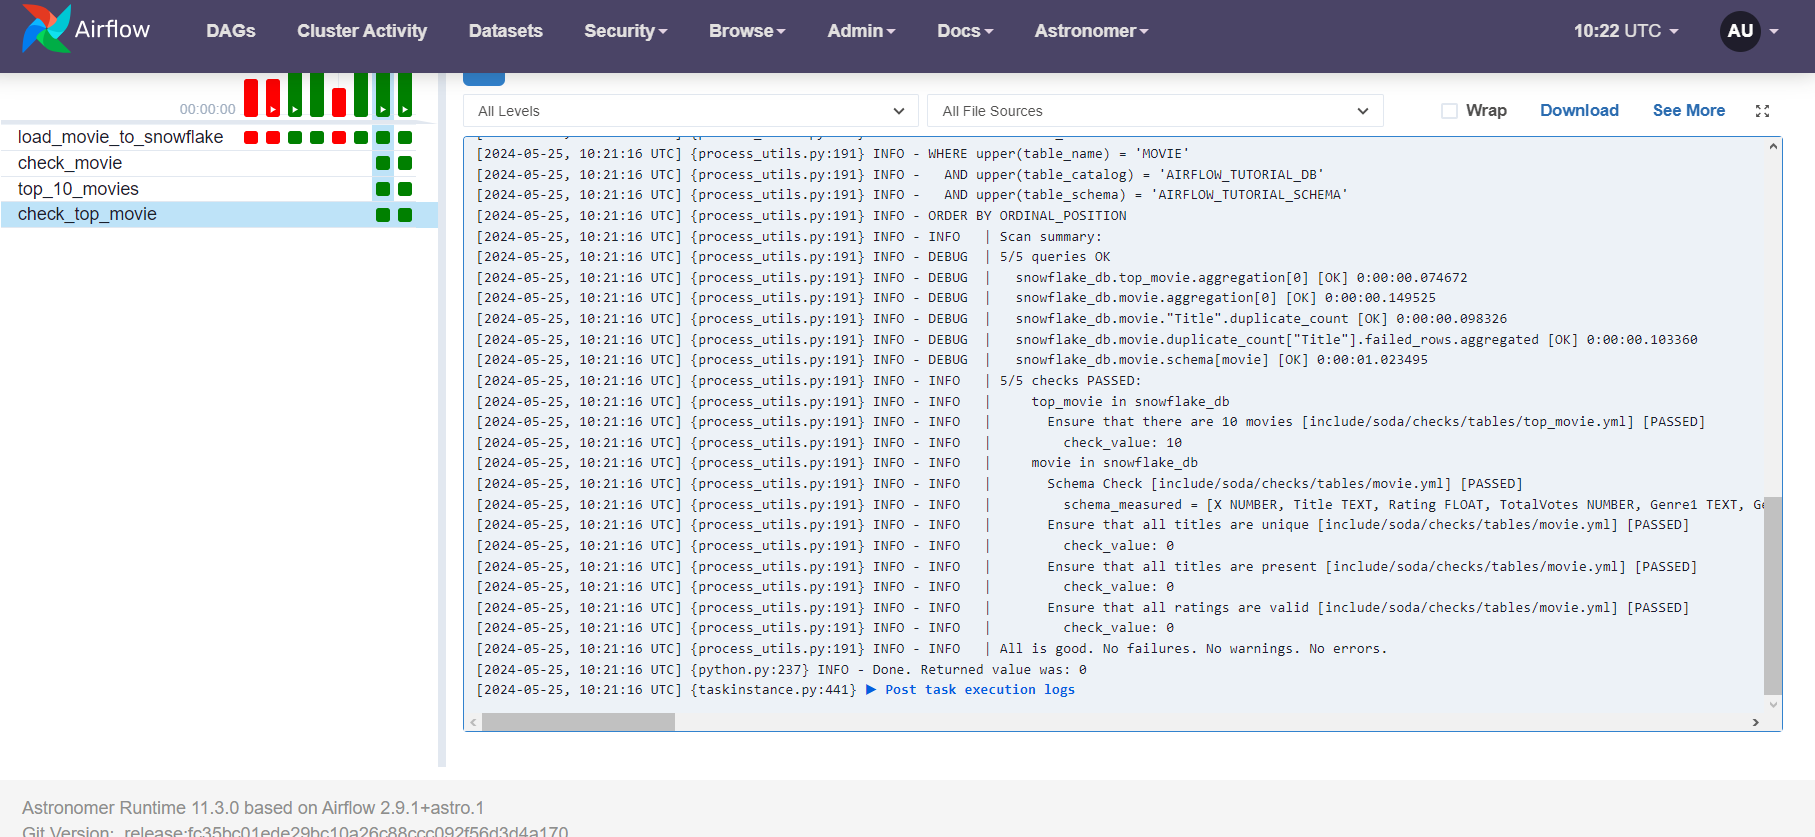 Airflow DAGs Cluster Activity Datasets Security Browse Admin Docs Astronomer 10:22 UTC AU
00:00:00
load_movie_to_snowflake
check_movie
top_10_movies
check_top_movie
All Levels All File Sources Wrap Download See More
[2024-05-25, 10:21:16 UTC] {process_utils.py:191} INFO - WHERE upper(table_name) = 'MOVIE'
[2024-05-25, 10:21:16 UTC] {process_utils.py:191} INFO -   AND upper(table_catalog) = 'AIRFLOW_TUTORIAL_DB'
[2024-05-25, 10:21:16 UTC] {process_utils.py:191} INFO -   AND upper(table_schema) = 'AIRFLOW_TUTORIAL_SCHEMA'
[2024-05-25, 10:21:16 UTC] {process_utils.py:191} INFO - ORDER BY ORDINAL_POSITION
[2024-05-25, 10:21:16 UTC] {process_utils.py:191} INFO - INFO   | Scan summary:
[2024-05-25, 10:21:16 UTC] {process_utils.py:191} INFO - DEBUG  | 5/5 queries OK
[2024-05-25, 10:21:16 UTC] {process_utils.py:191} INFO - DEBUG  |   snowflake_db.top_movie.aggregation[0] [OK] 0:00:00.074672
[2024-05-25, 10:21:16 UTC] {process_utils.py:191} INFO - DEBUG  |   snowflake_db.movie.aggregation[0] [OK] 0:00:00.149525
[2024-05-25, 10:21:16 UTC] {process_utils.py:191} INFO - DEBUG  |   snowflake_db.movie."Title".duplicate_count [OK] 0:00:00.098326
[2024-05-25, 10:21:16 UTC] {process_utils.py:191} INFO - DEBUG  |   snowflake_db.movie.duplicate_count["Title"].failed_rows.aggregated [OK] 0:00:00.103360
[2024-05-25, 10:21:16 UTC] {process_utils.py:191} INFO - DEBUG  |   snowflake_db.movie.schema[movie] [OK] 0:00:01.023495
[2024-05-25, 10:21:16 UTC] {process_utils.py:191} INFO - INFO   | 5/5 checks PASSED:
[2024-05-25, 10:21:16 UTC] {process_utils.py:191} INFO - INFO   |     top_movie in snowflake_db
[2024-05-25, 10:21:16 UTC] {process_utils.py:191} INFO - INFO   |       Ensure that there are 10 movies [include/soda/checks/tables/top_movie.yml] [PASSED]
[2024-05-25, 10:21:16 UTC] {process_utils.py:191} INFO - INFO   |         check_value: 10
[2024-05-25, 10:21:16 UTC] {process_utils.py:191} INFO - INFO   |     movie in snowflake_db
[2024-05-25, 10:21:16 UTC] {process_utils.py:191} INFO - INFO   |       Schema Check [include/soda/checks/tables/movie.yml] [PASSED]
[2024-05-25, 10:21:16 UTC] {process_utils.py:191} INFO - INFO   |         schema_measured = [X NUMBER, Title TEXT, Rating FLOAT, TotalVotes NUMBER, Genre1 TEXT,
[2024-05-25, 10:21:16 UTC] {process_utils.py:191} INFO - INFO   |       Ensure that all titles are unique [include/soda/checks/tables/movie.yml] [PASSED]
[2024-05-25, 10:21:16 UTC] {process_utils.py:191} INFO - INFO   |         check_value: 0
[2024-05-25, 10:21:16 UTC] {process_utils.py:191} INFO - INFO   |       Ensure that all titles are present [include/soda/checks/tables/movie.yml] [PASSED]
[2024-05-25, 10:21:16 UTC] {process_utils.py:191} INFO - INFO   |         check_value: 0
[2024-05-25, 10:21:16 UTC] {process_utils.py:191} INFO - INFO   |       Ensure that all ratings are valid [include/soda/checks/tables/movie.yml] [PASSED]
[2024-05-25, 10:21:16 UTC] {process_utils.py:191} INFO - INFO   |         check_value: 0
[2024-05-25, 10:21:16 UTC] {process_utils.py:191} INFO - INFO   | All is good. No failures. No warnings. No errors.
[2024-05-25, 10:21:16 UTC] {python.py:237} INFO - Done. Returned value was: 0
[2024-05-25, 10:21:16 UTC] {taskinstance.py:441} ▶ Post task execution logs
Astronomer Runtime 11.3.0 based on Airflow 2.9.1+astro.1
Git Version: .release:fc35bc01ede29bc10a26c88ccc092f56d3d4a170